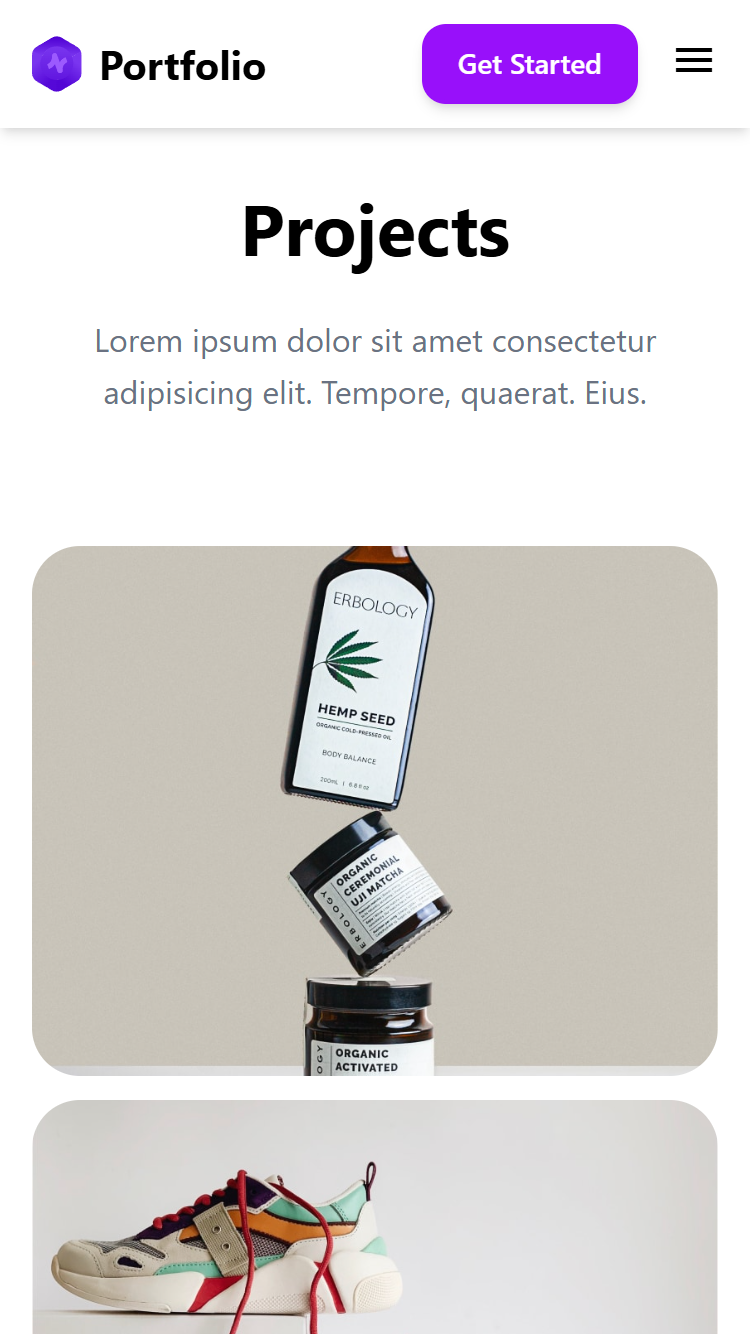 Portfolio
Get Started
Projects
Lorem ipsum dolor sit amet consectetur
adipisicing elit. Tempore, quaerat. Eius.
ERBOLOGY
HEMP SEED
ORGANIC COLD-PRESSED OIL
BODY BALANCE
200mL | 6.8 fl oz
ERBOLOGY
ORGANIC
CEREMONIAL
UJI MATCHA
OGY
ORGANIC
ACTIVATED